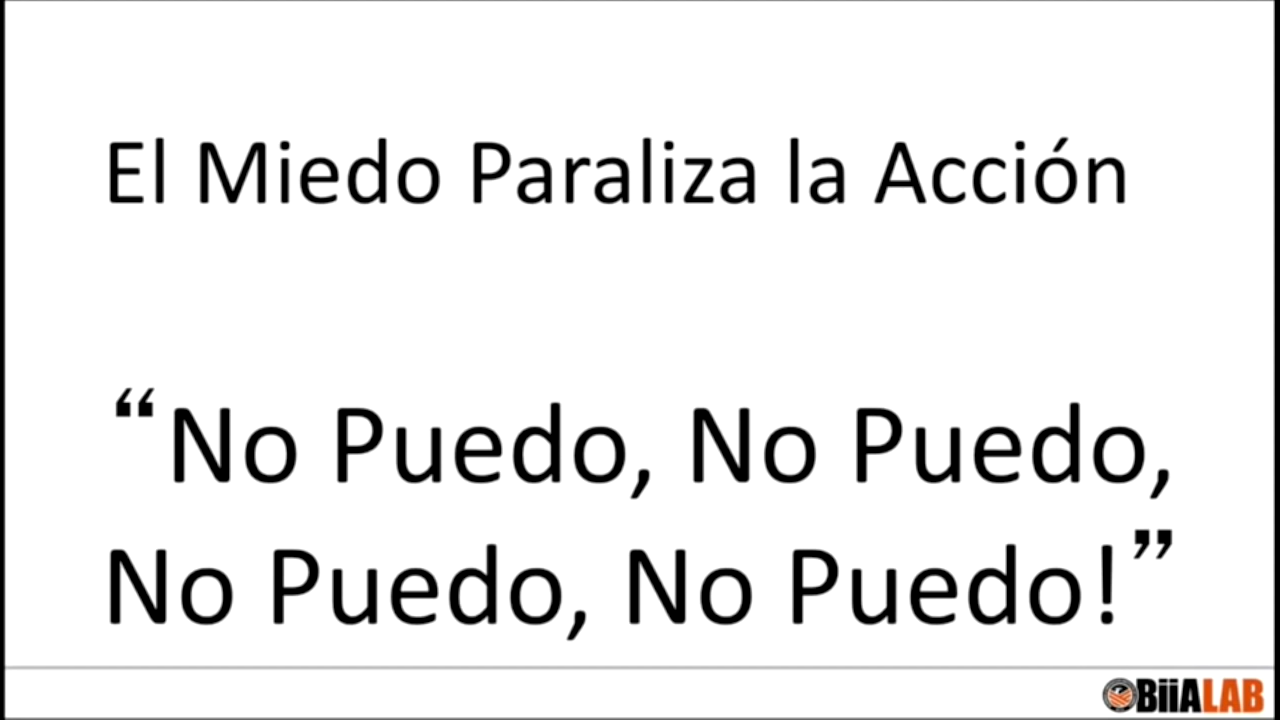 El Miedo Paraliza la Acción
“No Puedo, No Puedo,
No Puedo, No Puedo!”
BiiALAB